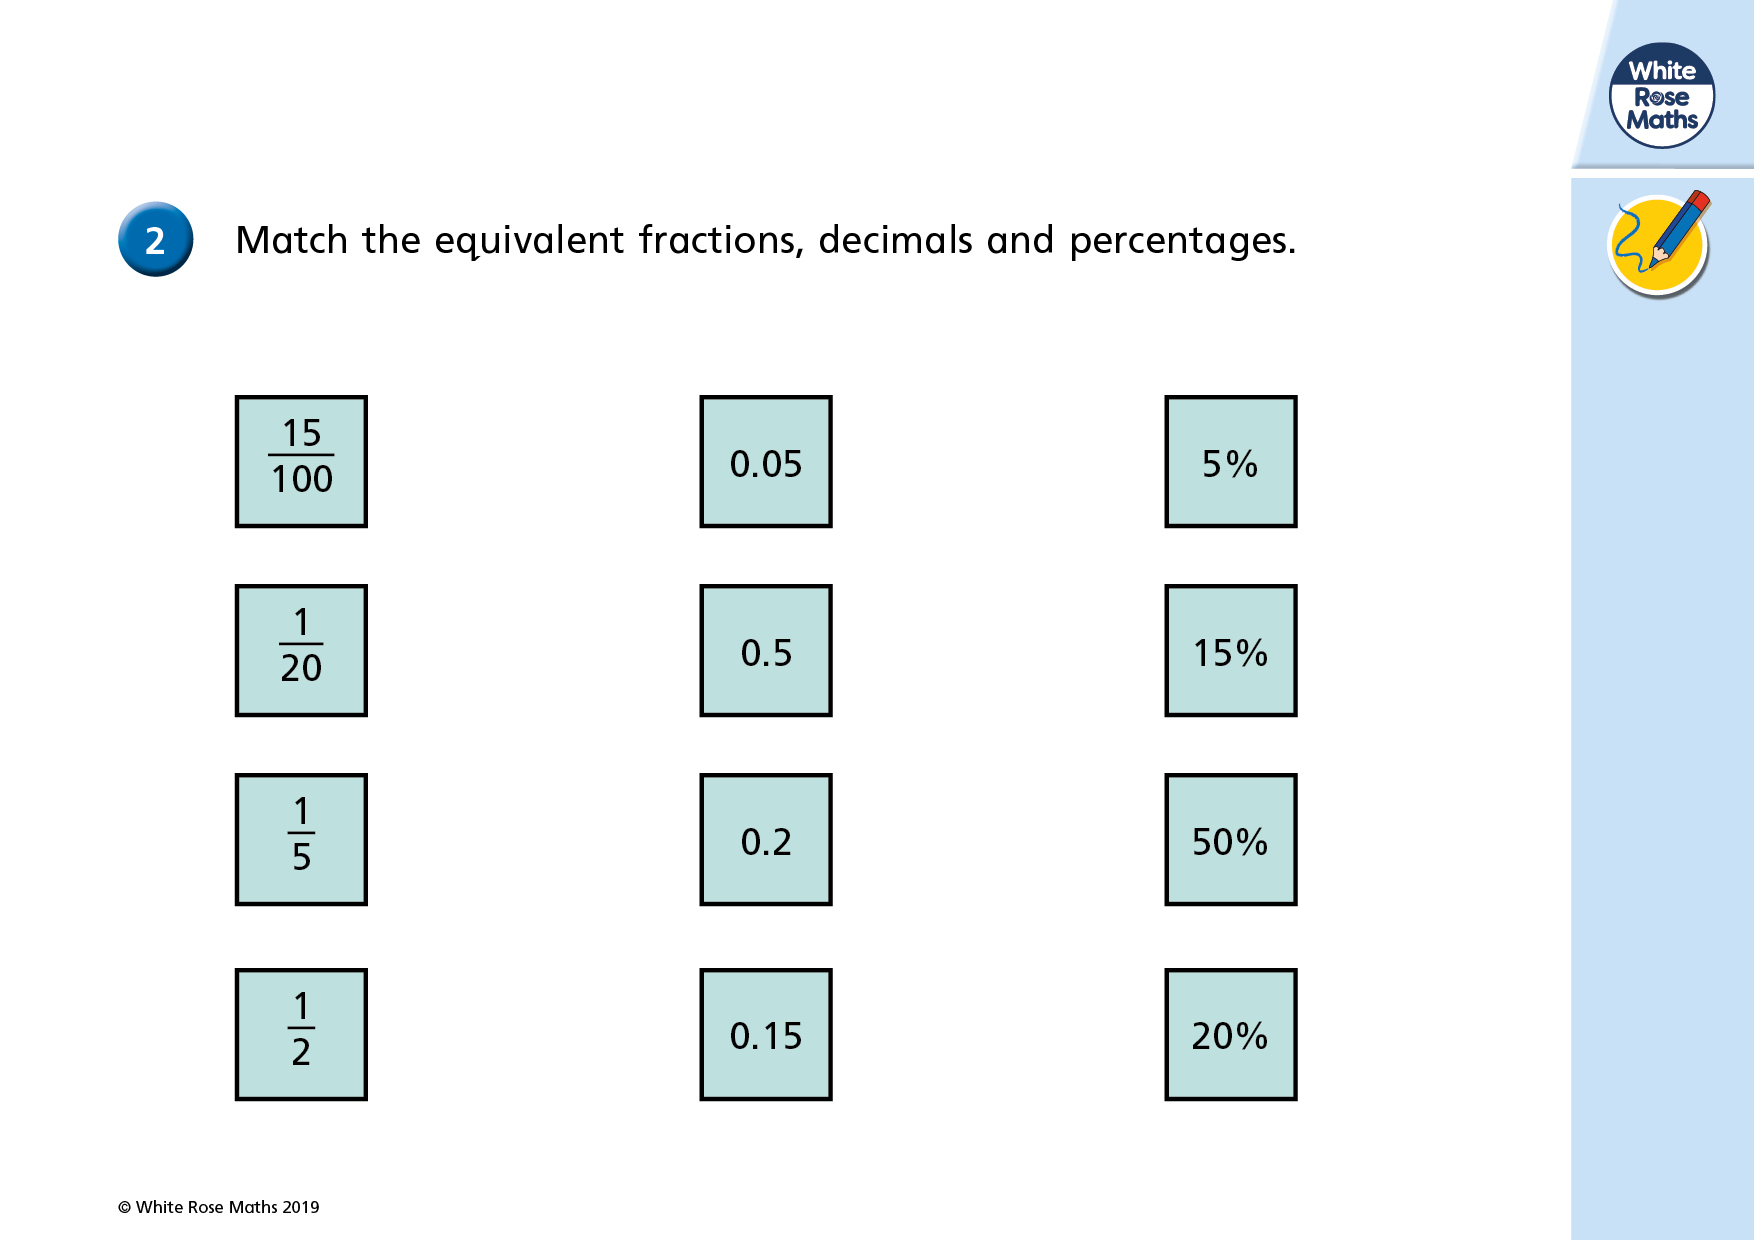 White
Rose
Maths
2 Match the equivalent fractions, decimals and percentages.
15/100 0.05 5%
1/20 0.5 15%
1/5 0.2 50%
1/2 0.15 20%
© White Rose Maths 2019